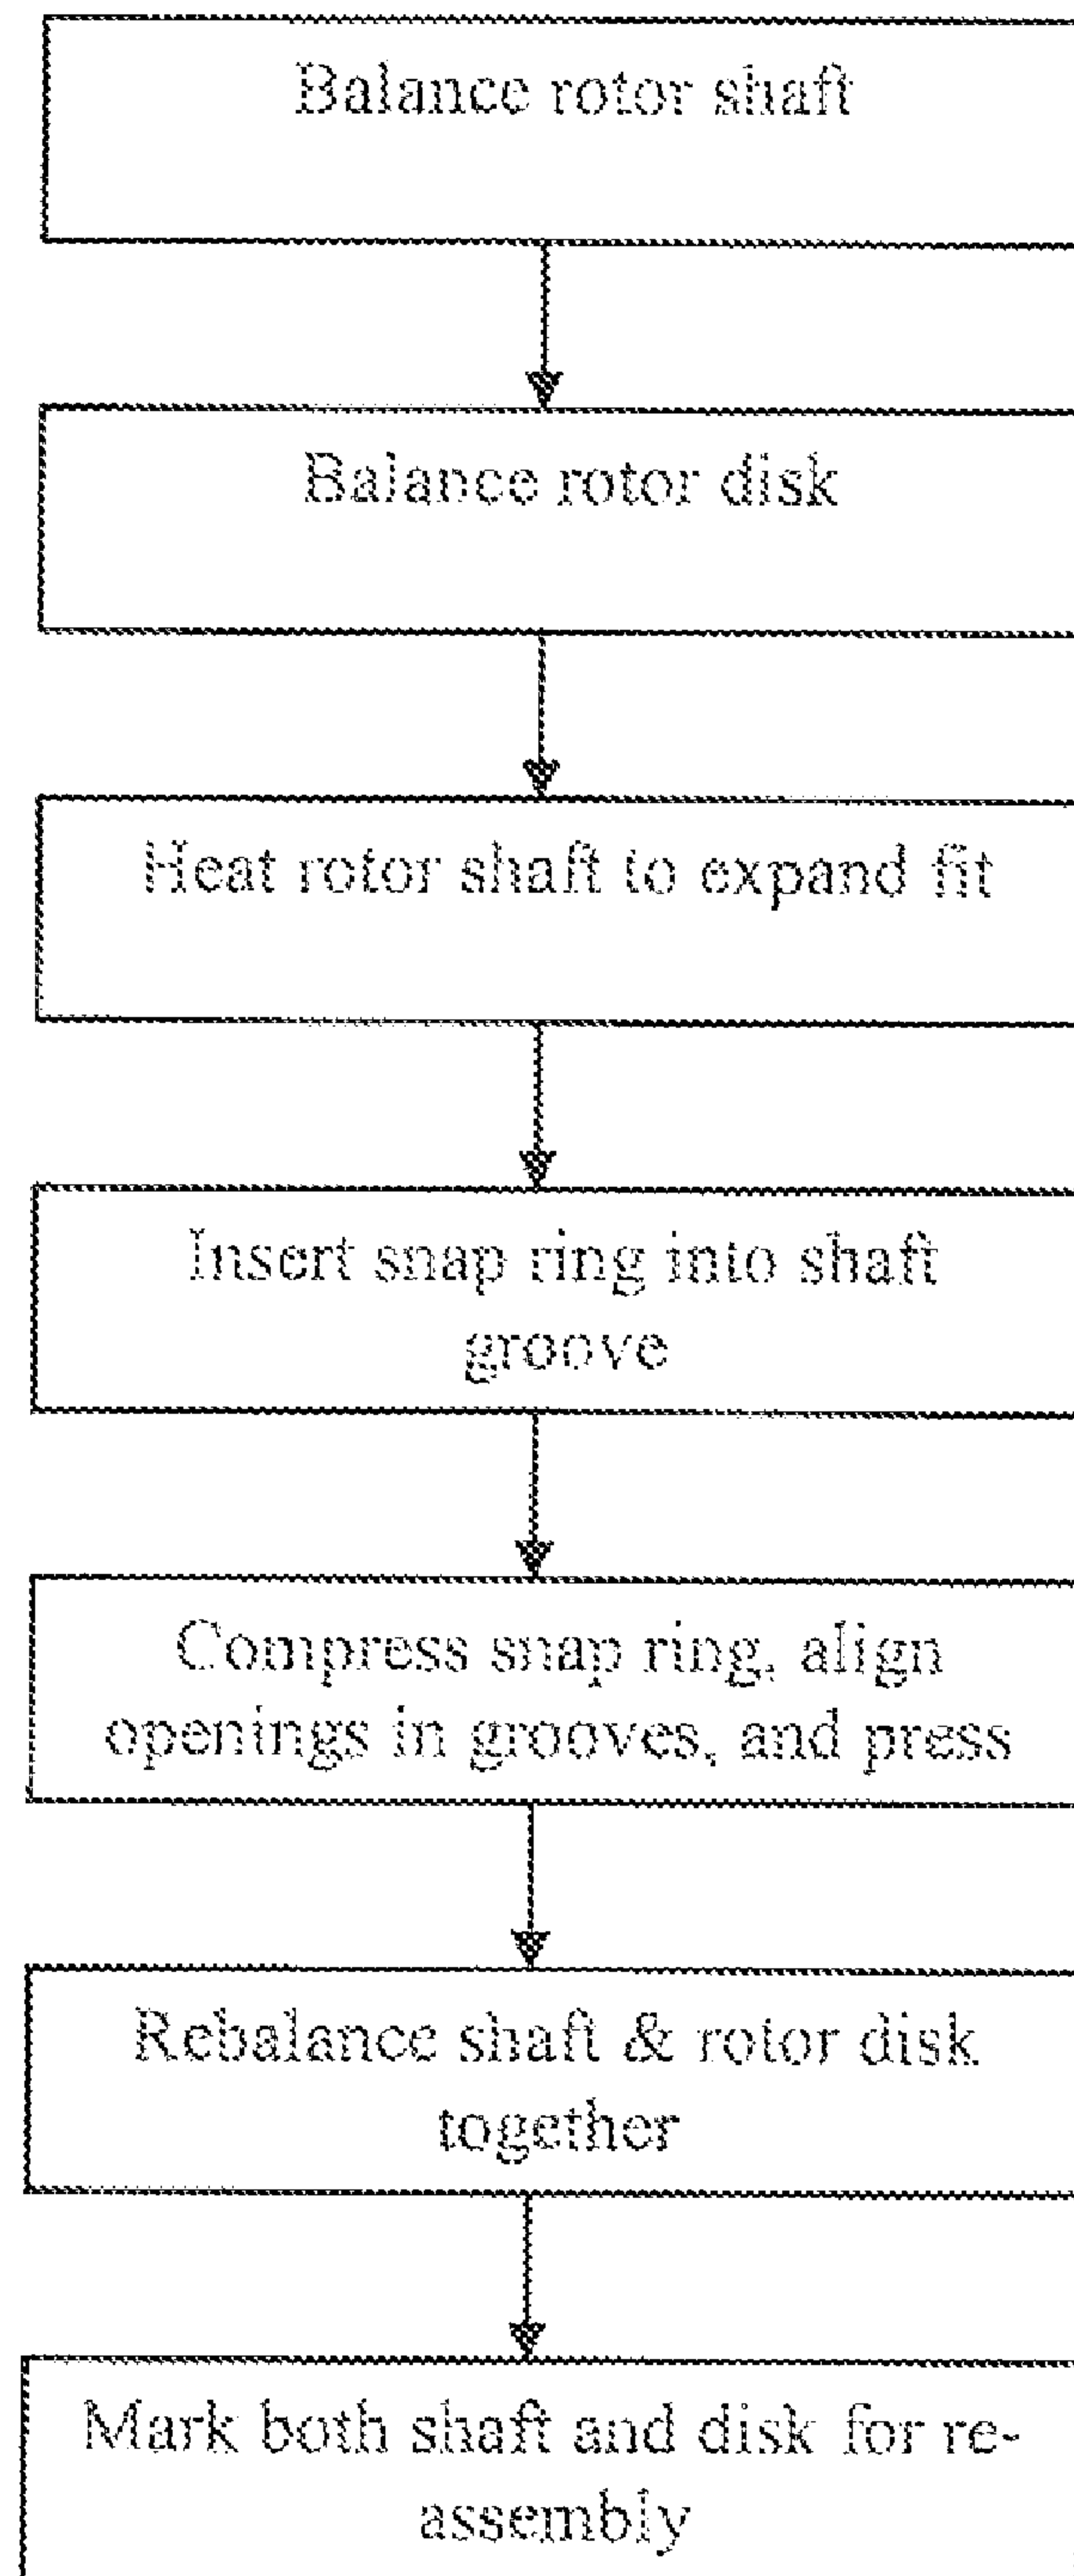 Balance rotor shaft
Balance rotor disk
Heat rotor shaft to expand fit
Insert snap ring into shaft
groove
Compress snap ring, align
openings in grooves, and press
Rebalance shaft & rotor disk
together
Mark both shaft and disk for re-
assembly